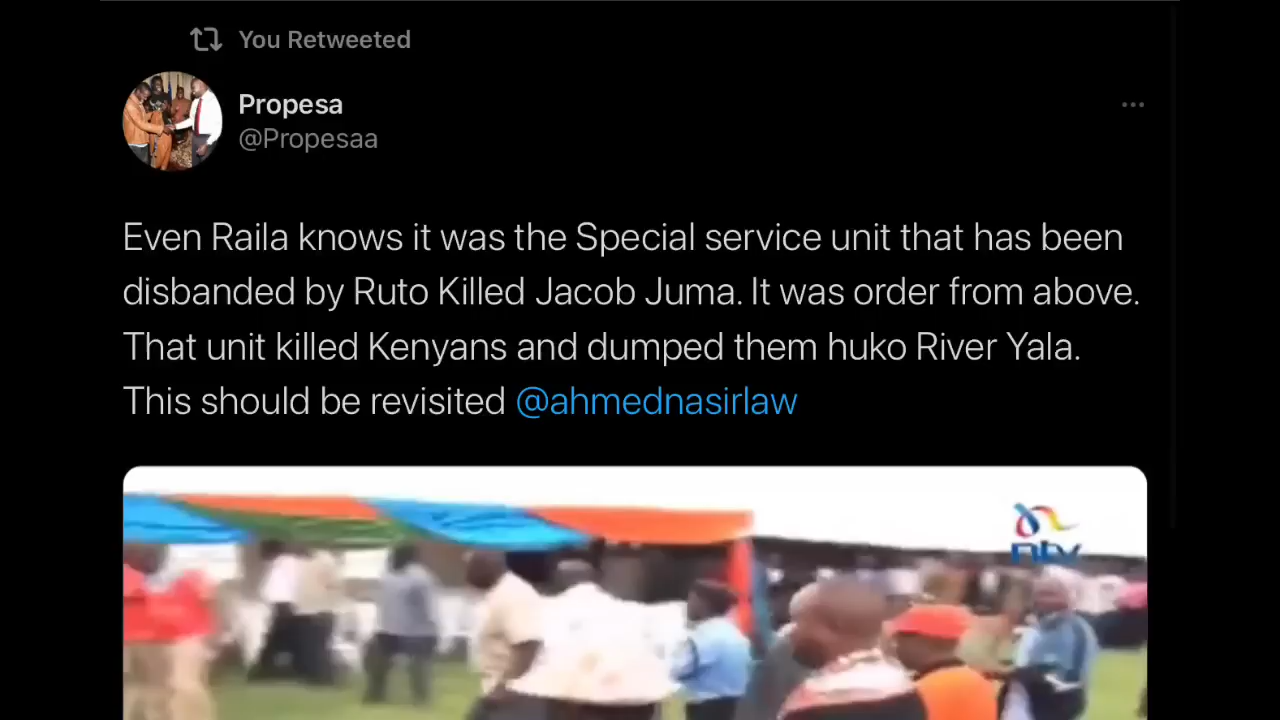 You Retweeted
Propesa
@Propesaa
Even Raila knows it was the Special service unit that has been
disbanded by Ruto Killed Jacob Juma. It was order from above.
That unit killed Kenyans and dumped them huko River Yala.
This should be revisited @ahmednasirlaw
ntv